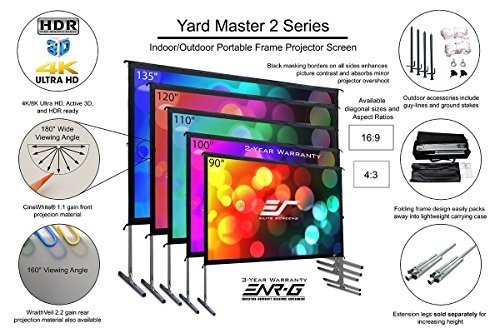 Yard Master 2 Series
Indoor/Outdoor Portable Frame Projector Screen
HDR
3D
4K
ULTRA HD
4K/8K Ultra HD, Active 3D,
and HDR ready
180° Wide
Viewing Angle
CineWhite® 1.1 gain front
projection material
160° Viewing Angle
WraithVeil 2.2 gain rear
projection material also available
Black masking borders on all sides enhances
picture contrast and absorbs minor
projector overshoot
135"
120"
110"
100"
2-Year Warranty
90"
ES
ELITE SCREENS
3-Year Warranty
ENR-G
Available
diagonal sizes and
Aspect Ratios
16:9
4:3
Outdoor accessories include
guy-lines and ground stakes
Folding frame design easily packs
away into lightweight carrying case
Extension legs sold separately for
increasing height